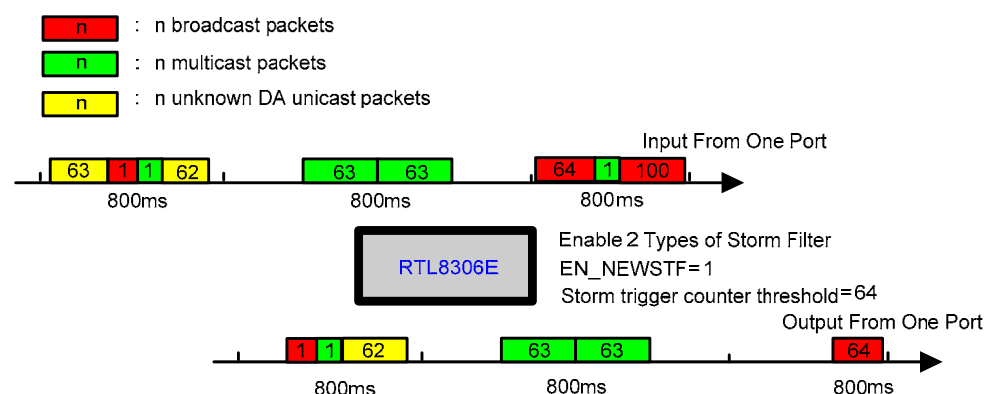 n : n broadcast packets
n : n multicast packets
n : n unknown DA unicast packets
Input From One Port
63 1 1 62 63 63 64 1 100
800ms 800ms 800ms
Enable 2 Types of Storm Filter
RTL8306E EN_NEWSTF=1
Storm trigger counter threshold=64
Output From One Port
1 1 62 63 63 64
800ms 800ms 800ms